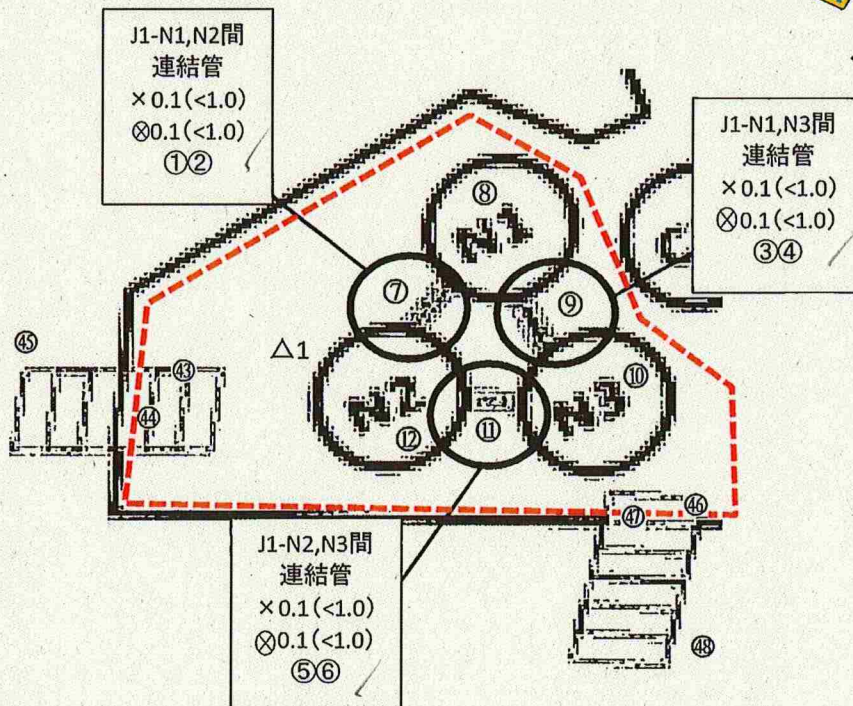 J1-N1,N2間
連結管
×0.1(<1.0)
⊗0.1(<1.0)
①②
J1-N1,N3間
連結管
×0.1(<1.0)
⊗0.1(<1.0)
③④
⑧
N1
⑦
⑨
△1
⑩
N2
N3
⑫
⑪
㊺
㊸
㊹
J1-N2,N3間
連結管
×0.1(<1.0)
⊗0.1(<1.0)
⑤⑥
㊼
㊻
㊽